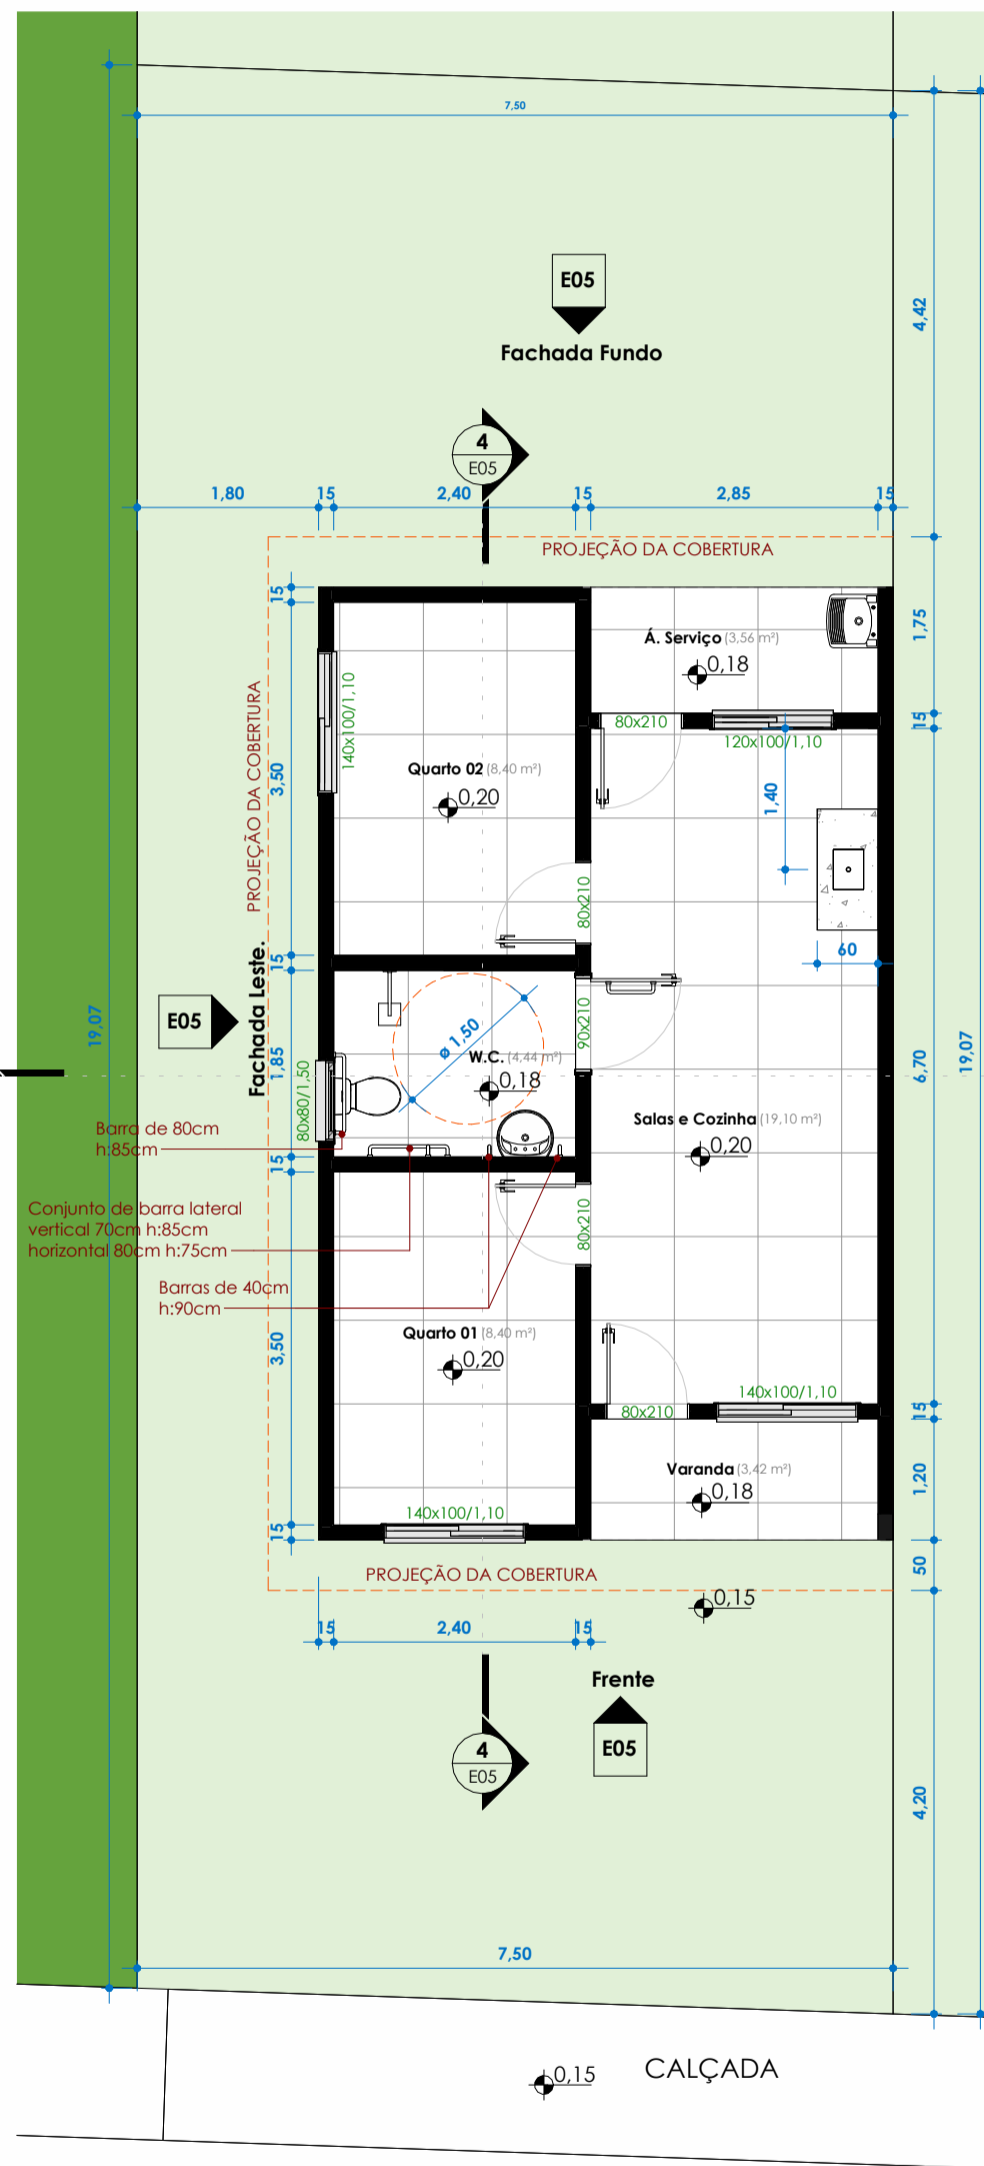 7,50
E05
Fachada Fundo
4,42
4
E05
1,80
15
2,40
15
2,85
15
PROJEÇÃO DA COBERTURA
15
Á. Serviço (3,56 m²)
0,18
1,75
PROJEÇÃO DA COBERTURA
140x100/1,10
80x210
120x100/1,10
15
3,50
Quarto 02 (8,40 m²)
0,20
1,40
80x210
60
15
Fachada Leste.
E05
19,07
1,85
80x80/1,50
ø 1,50
W.C. (4,44 m²)
0,18
90x210
6,70
19,07
Barra de 80cm
h:85cm
Salas e Cozinha (19,10 m²)
0,20
15
Conjunto de barra lateral
vertical 70cm h:85cm
horizontal 80cm h:75cm
80x210
Barras de 40cm
h:90cm
Quarto 01 (8,40 m²)
0,20
3,50
140x100/1,10
80x210
15
Varanda (3,42 m²)
0,18
1,20
140x100/1,10
15
PROJEÇÃO DA COBERTURA
50
0,15
15
2,40
15
Frente
E05
4
E05
4,20
7,50
CALÇADA
0,15